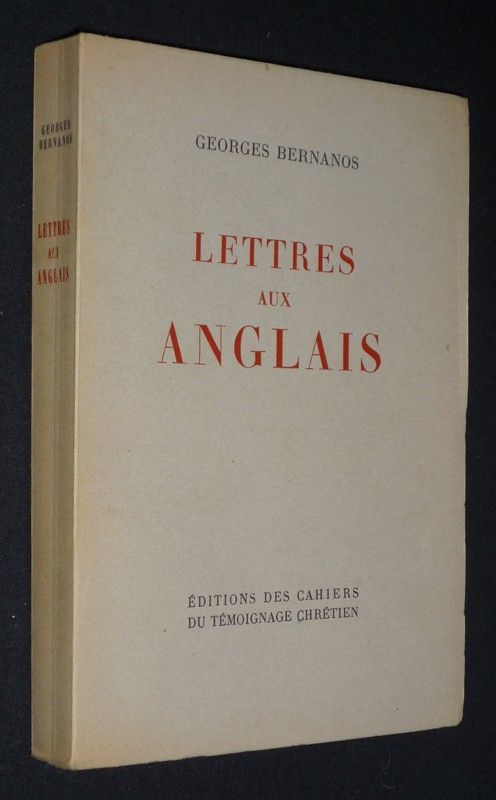 GEORGES
BERNANOS
LETTRES
AUX
ANGLAIS
GEORGES BERNANOS
LETTRES
AUX
ANGLAIS
ÉDITIONS DES CAHIERS
DU TÉMOIGNAGE CHRÉTIEN